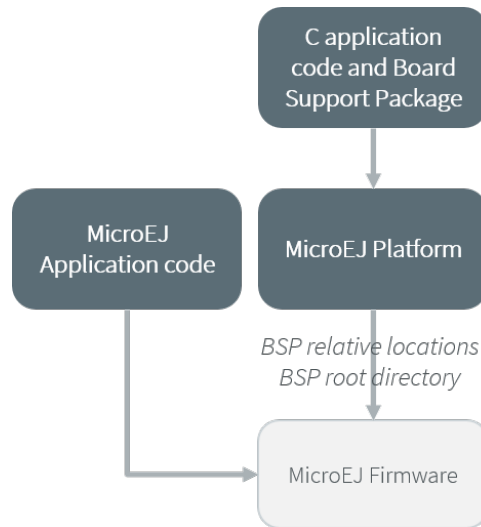 C application
code and Board
Support Package
MicroEJ
Application code
MicroEJ Platform
BSP relative locations
BSP root directory
MicroEJ Firmware